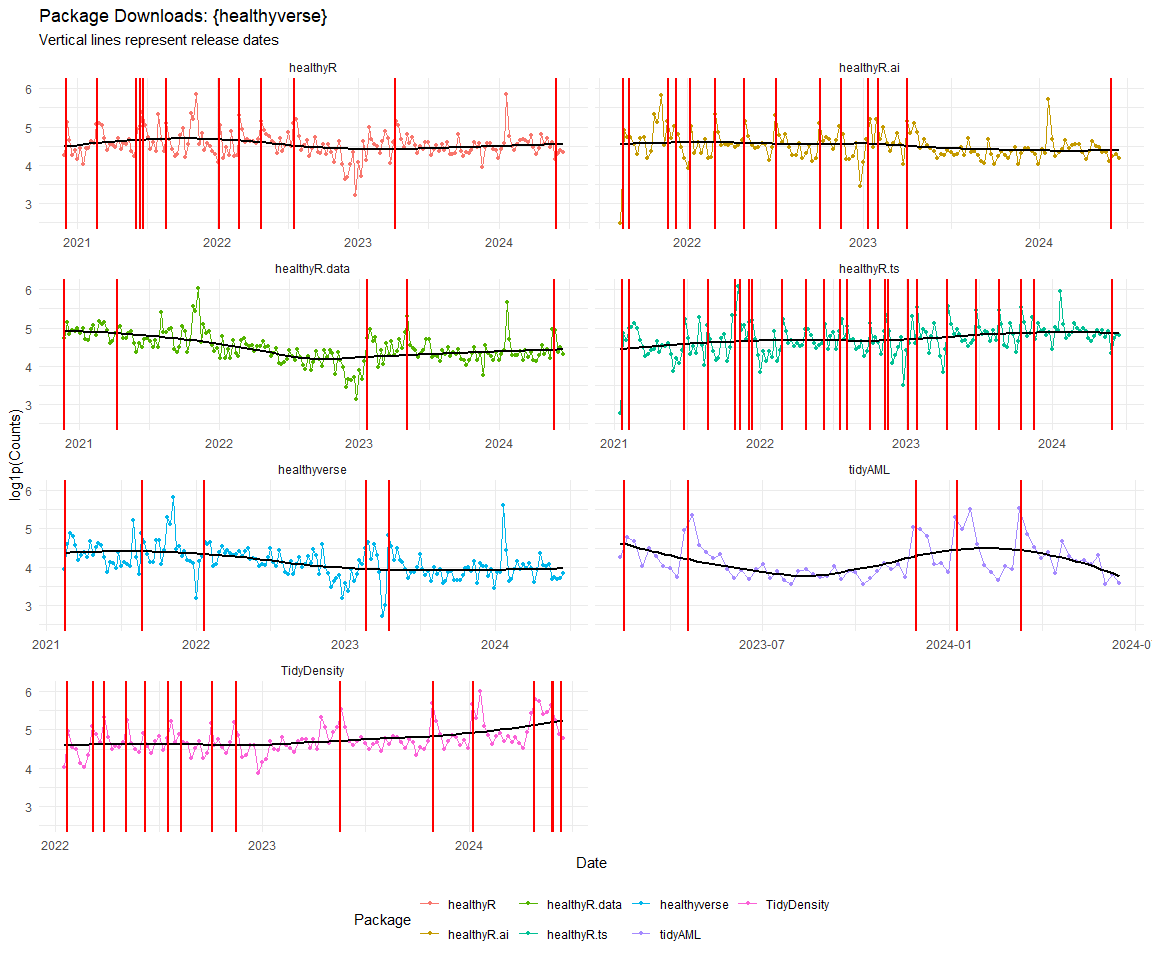 Package Downloads: {healthyverse}
Vertical lines represent release dates
healthyR
healthyR.ai
6
5
4
3
2021
2022
2023
2024
2022
2023
2024
healthyR.data
healthyR.ts
6
5
4
3
2021
2022
2023
2024
2021
2022
2023
2024
log1p(Counts)
healthyverse
tidyAML
6
5
4
3
2021
2022
2023
2024
2023-07
2024-01
2024-0
TidyDensity
6
5
4
3
2022
2023
2024
Date
Package
healthyR
healthyR.data
healthyverse
TidyDensity
healthyR.ai
healthyR.ts
tidyAML